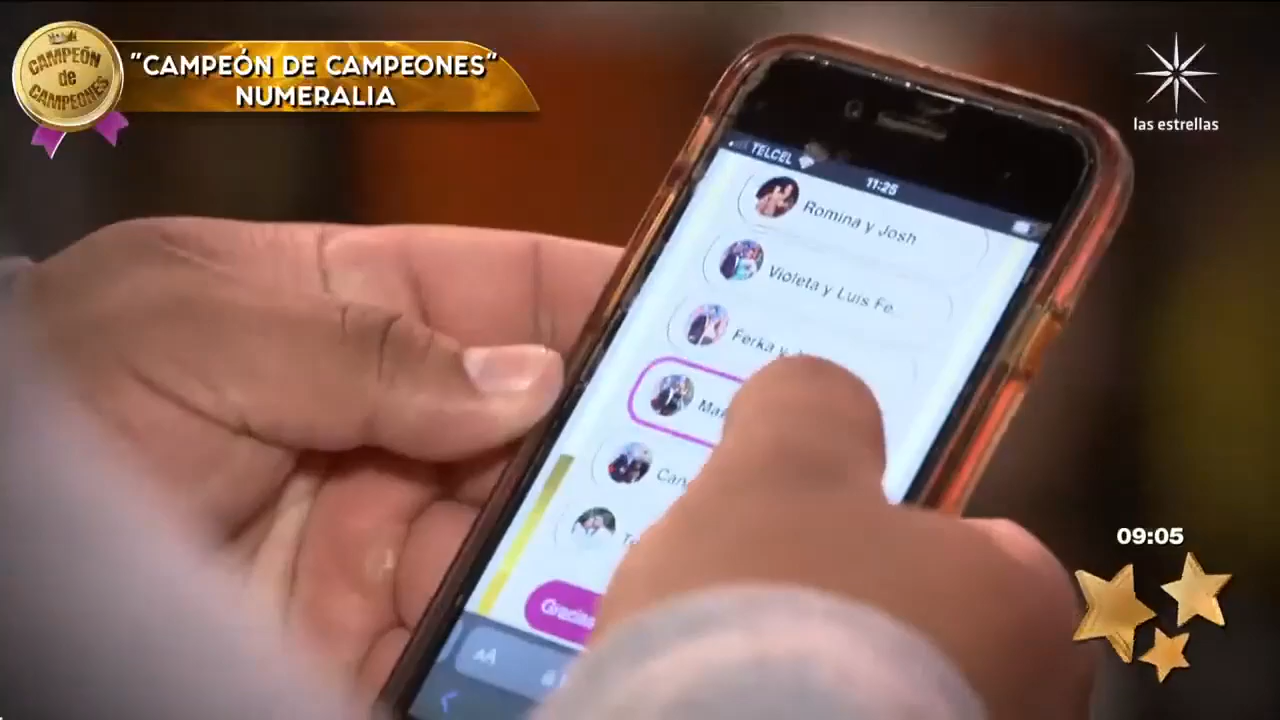 CAMPEÓN
de
CAMPEONES
"CAMPEÓN DE CAMPEONES"
NUMERALIA
las estrellas
TELCEL
11:25
Romina y Josh
Violeta y Luis Fe...
Ferka y
09:05
AA